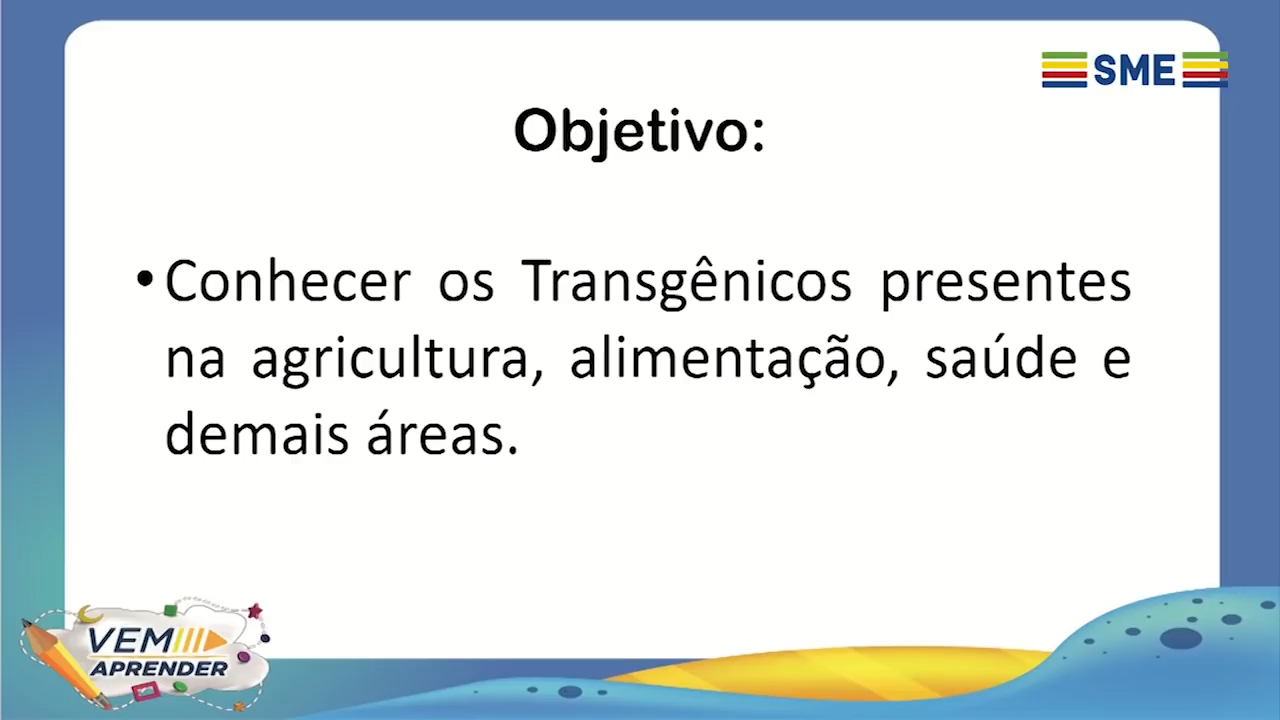 SME
Objetivo:
• Conhecer os Transgênicos presentes
na agricultura, alimentação, saúde e
demais áreas.
VEM
APRENDER